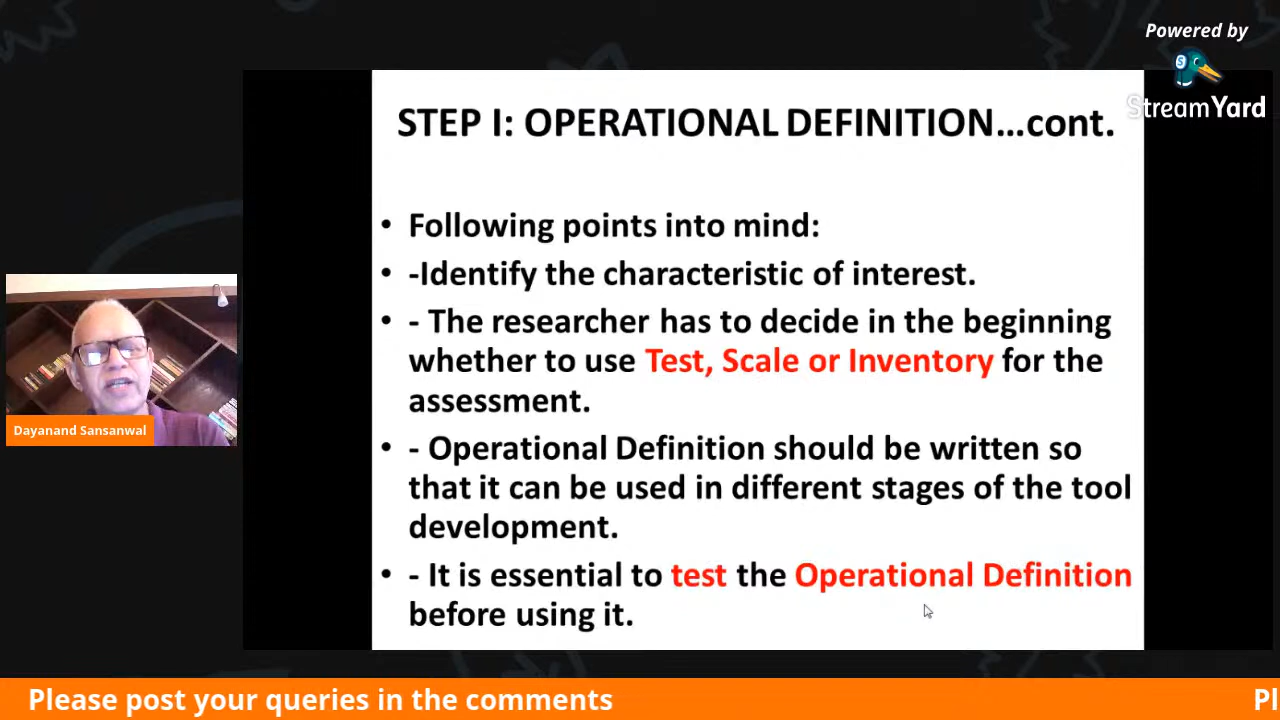 Powered by
StreamYard
STEP I: OPERATIONAL DEFINITION...cont.
• Following points into mind:
• -Identify the characteristic of interest.
• - The researcher has to decide in the beginning
whether to use Test, Scale or Inventory for the
assessment.
• - Operational Definition should be written so
that it can be used in different stages of the tool
development.
• - It is essential to test the Operational Definition
before using it.
Dayanand Sansanwal
Please post your queries in the comments
Pl